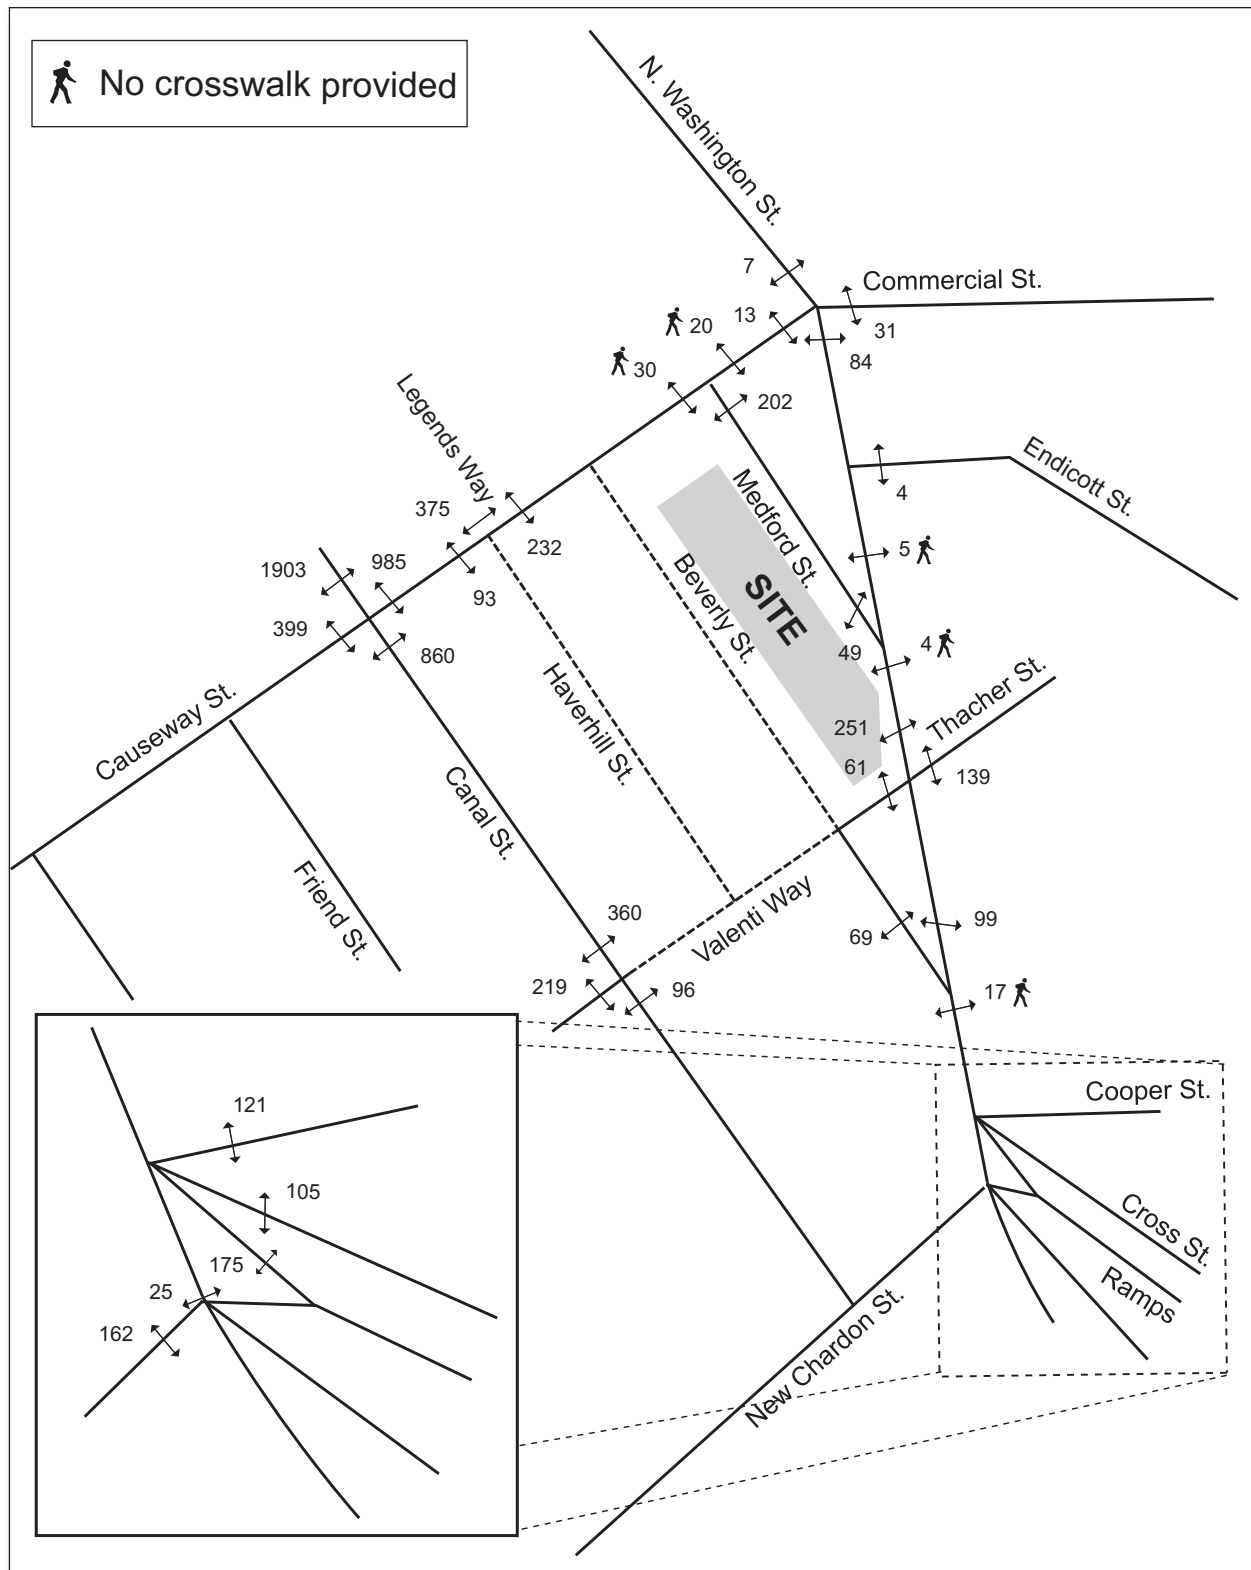 No crosswalk provided
N. Washington St.
7
Commercial St.
13
20
31
84
30
202
Legends Way
375
232
Endicott St.
4
Medford St.
5
1903
985
93
Beverly St.
SITE
399
860
49
4
Causeway St.
Haverhill St.
251
Thacher St.
61
139
Canal St.
Friend St.
360
Valenti Way
69
99
219
96
17
Cooper St.
121
105
175
25
162
Cross St.
Ramps
New Chardon St.